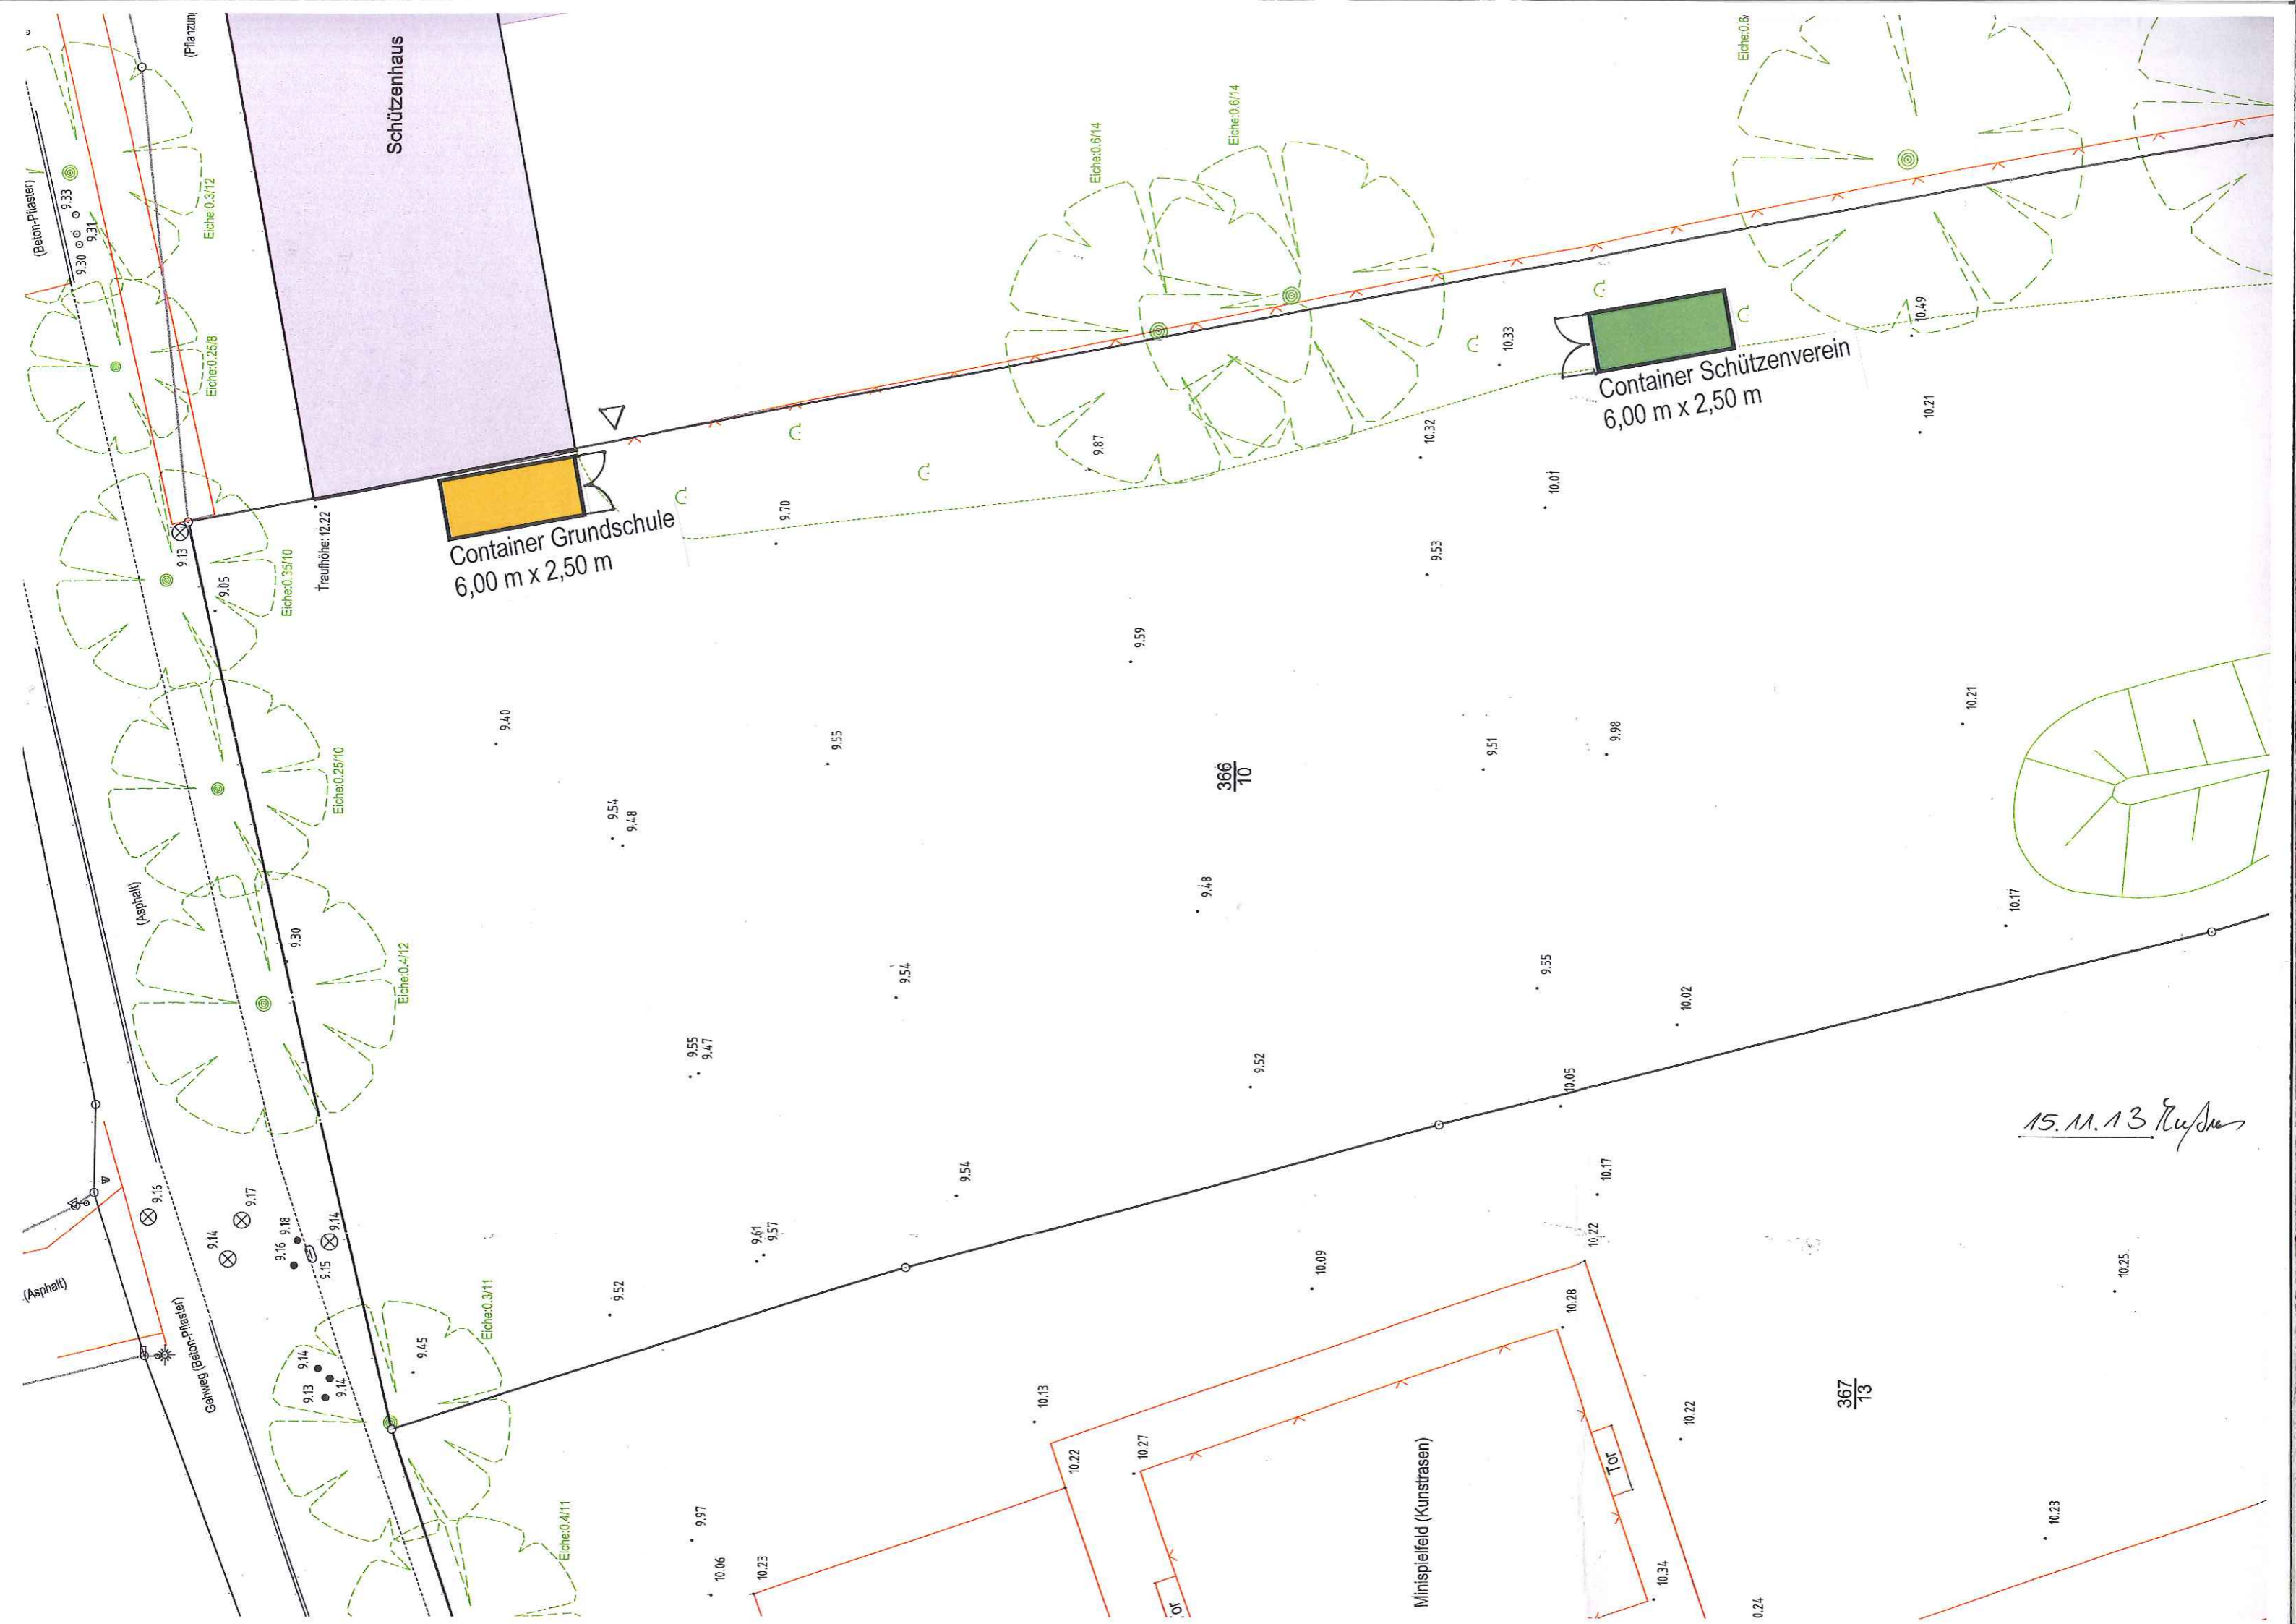 (Pflanzun
Schützenhaus
(Beton-Pflaster)
9.33
9.31
9.30
Eiche:0.3/12
Eiche:0.25/8
Eiche:0.6/14
Eiche:0.6/14
Eiche:0.6
Container Schützenverein
6,00 m x 2,50 m
10.33
10.49
10.21
10.32
10.01
9.87
9.70
9.53
Container Grundschule
6,00 m x 2,50 m
Traufhöhe:12.22
9.13
9.05
Eiche:0.35/10
9.59
9.40
9.55
9.51
9.98
10.21
366
10
Eiche:0.25/10
9.54
9.48
9.48
10.17
(Asphalt)
9.30
Eiche:0.4/12
9.54
9.55
10.02
9.55
9.47
9.52
10.05
15.11.13
9.16
9.17
9.14
9.18
9.16
9.14
9.15
9.54
10.17
9.61
9.57
10.22
10.09
10.25
(Asphalt)
Gehweg (Beton-Pflaster)
9.52
Eiche:0.3/11
10.28
9.14
9.13
9.14
9.45
10.13
10.22
10.27
367
13
10.22
Tor
Minispielfeld (Kunstrasen)
Eiche:0.4/11
9.97
10.06
10.23
10.23
10.34
or
0.24